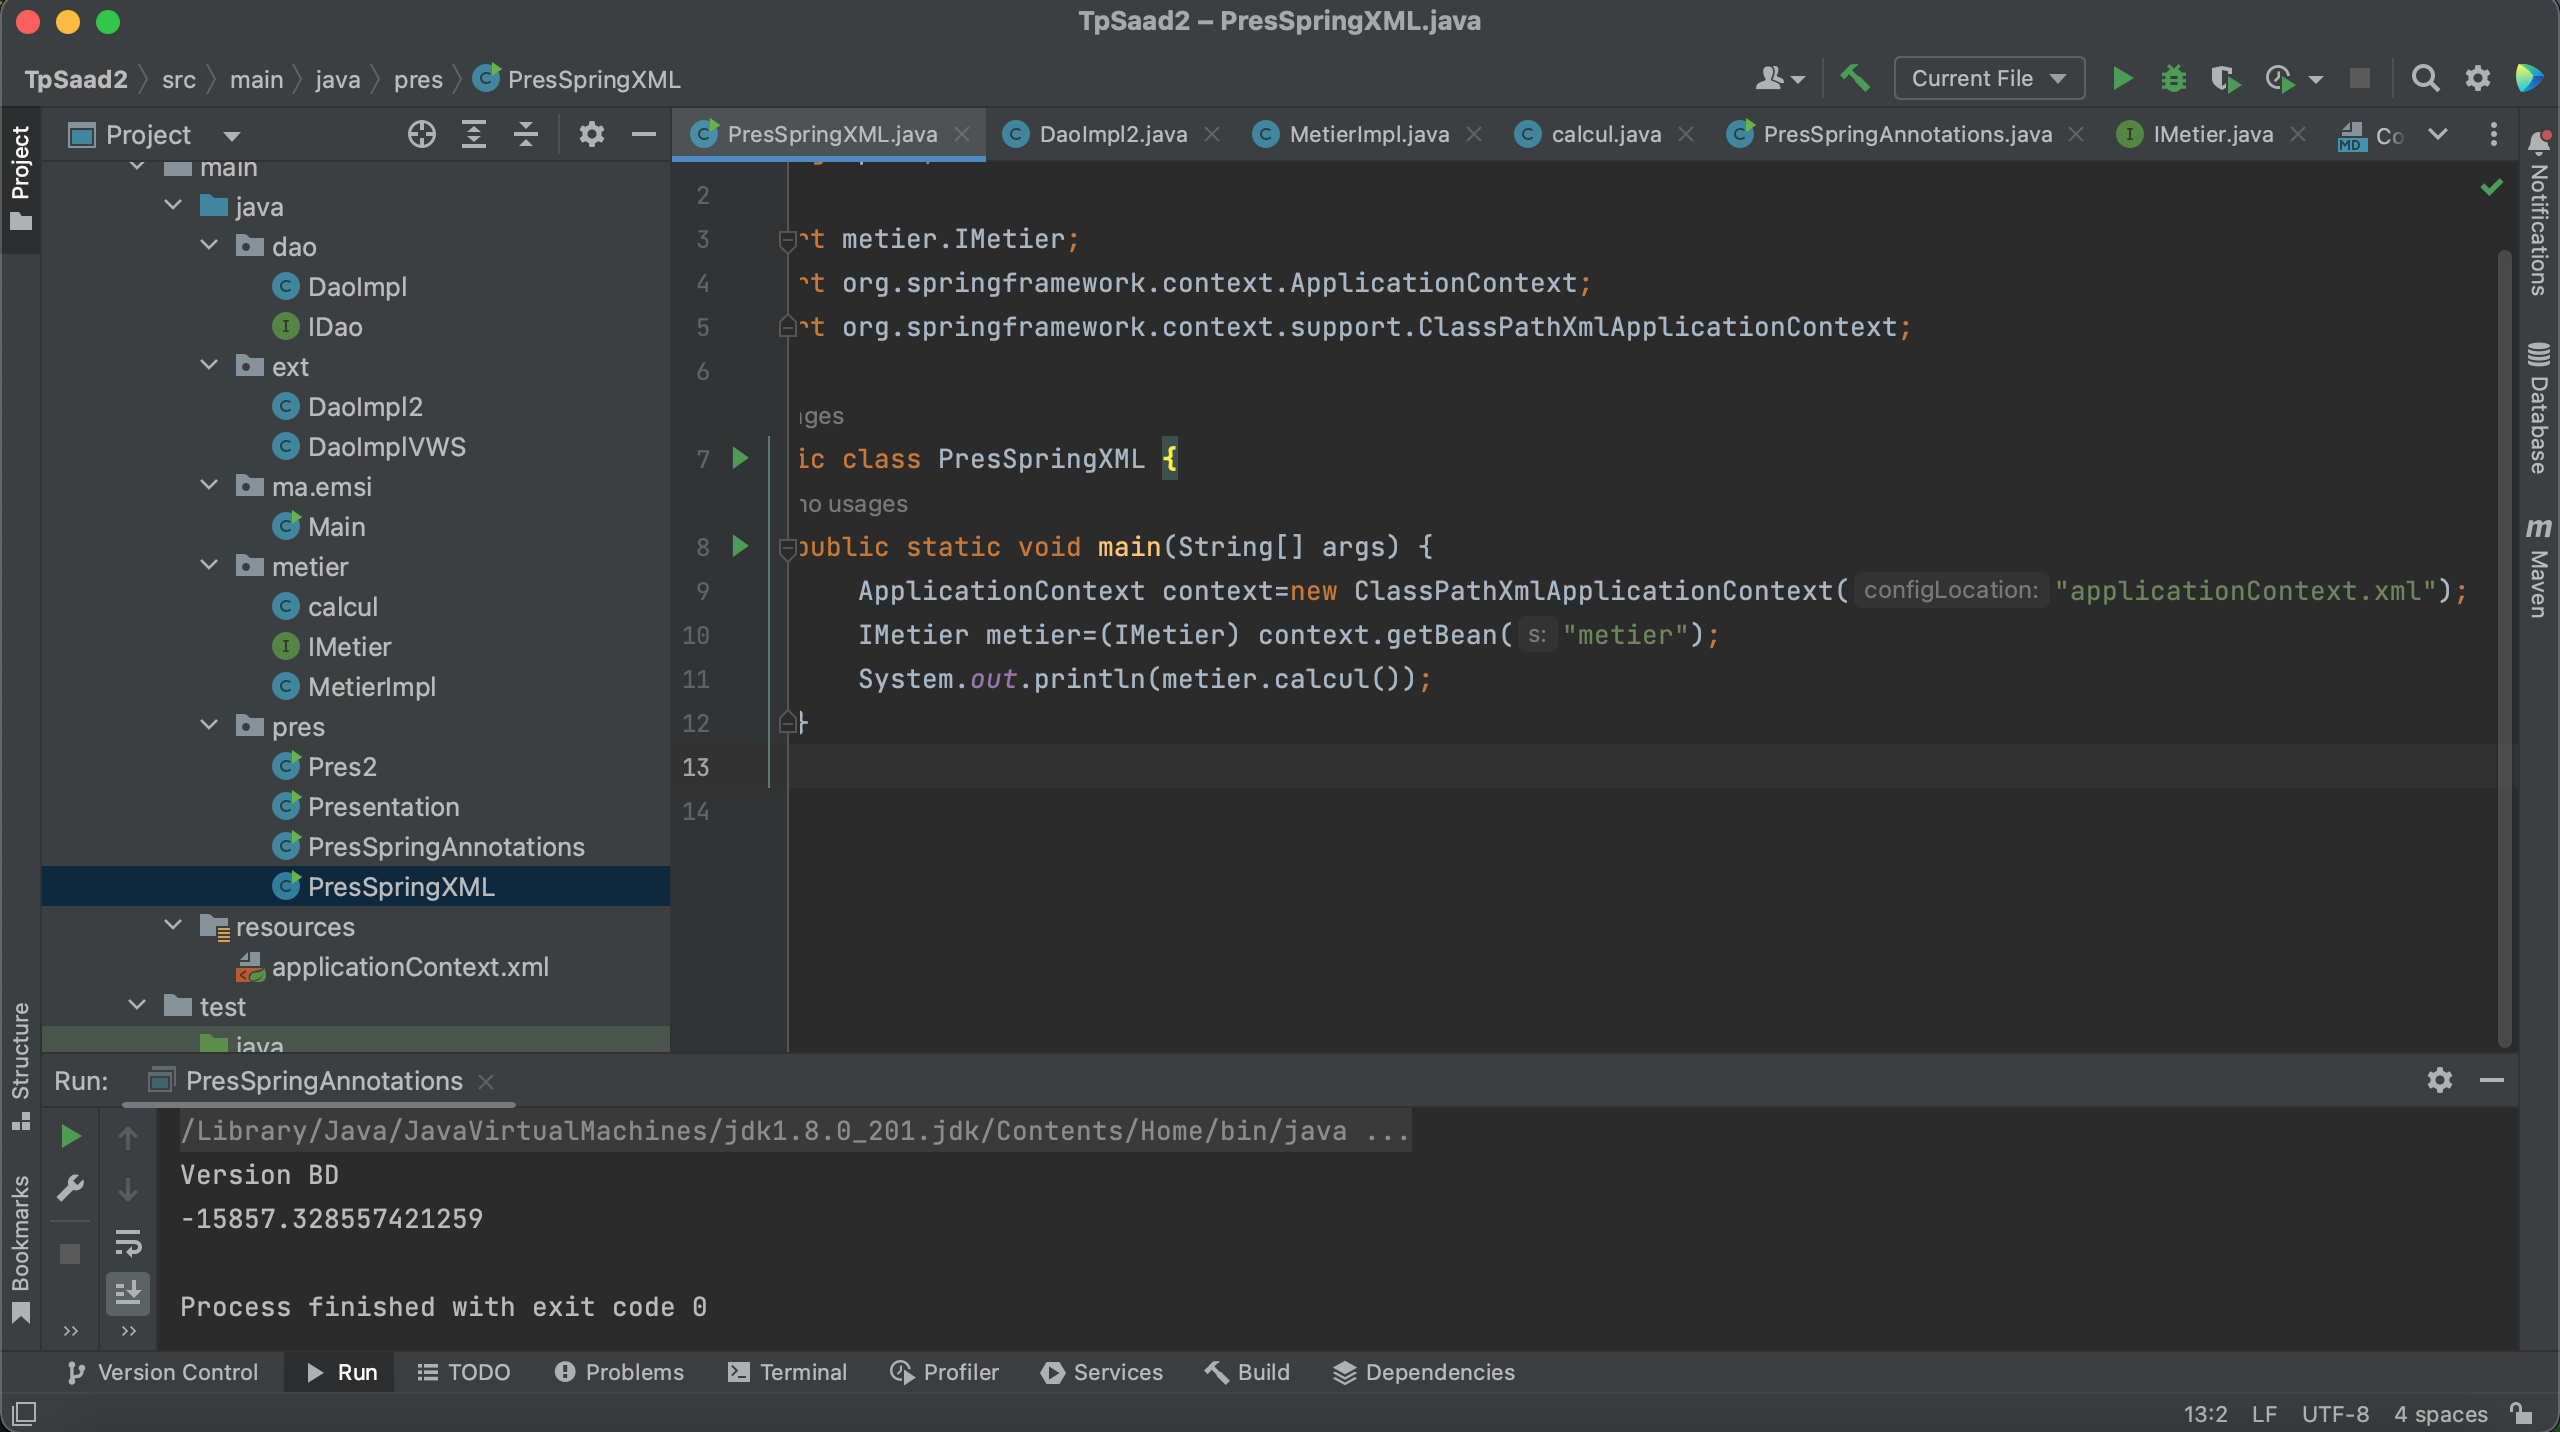 TpSaad2 – PresSpringXML.java
TpSaad2 src main java pres PresSpringXML
Current File
Project
PresSpringXML.java DaoImpl2.java MetierImpl.java calcul.java PresSpringAnnotations.java IMetier.java
Project
main
java
dao
DaoImpl
IDao
ext
DaoImpl2
DaoImplVWS
ma.emsi
Main
metier
calcul
IMetier
MetierImpl
pres
Pres2
Presentation
PresSpringAnnotations
PresSpringXML
resources
applicationContext.xml
test
java
2
3 rt metier.IMetier;
4 rt org.springframework.context.ApplicationContext;
5 rt org.springframework.context.support.ClassPathXmlApplicationContext;
6
ages
7 ic class PresSpringXML {
no usages
8 public static void main(String[] args) {
9 ApplicationContext context=new ClassPathXmlApplicationContext( configLocation: "applicationContext.xml");
10 IMetier metier=(IMetier) context.getBean( s: "metier");
11 System.out.println(metier.calcul());
12 }
13
14
Notifications
Database
m Maven
Structure
Bookmarks
Run: PresSpringAnnotations
/Library/Java/JavaVirtualMachines/jdk1.8.0_201.jdk/Contents/Home/bin/java ...
Version BD
-15857.328557421259
Process finished with exit code 0
Version Control Run TODO Problems Terminal Profiler Services Build Dependencies
13:2 LF UTF-8 4 spaces